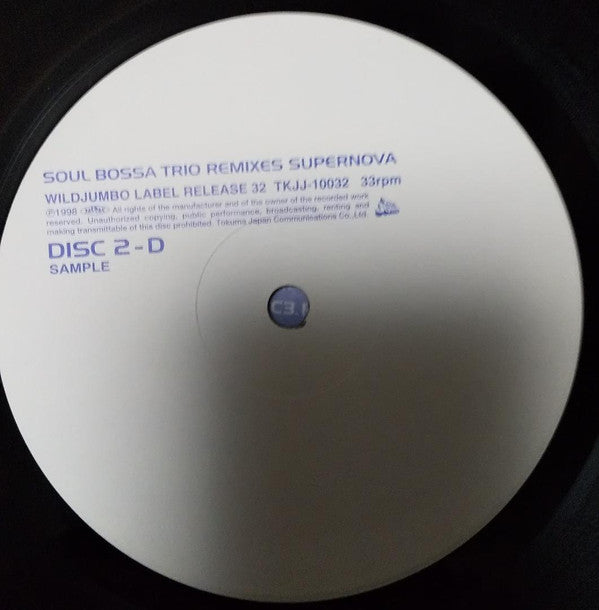 SOUL BOSSA TRIO REMIXES SUPERNOVA
WILDJUMBO LABEL RELEASE 32 TKJJ-10032 33rpm
℗1998 All rights of the manufacturer and of the owner of the recorded work
reserved. Unauthorized copying, public performance, broadcasting, renting and
making transmittable of this disc prohibited. Tokuma Japan Communications Co.,Ltd.
DISC 2-D
SAMPLE
C3.